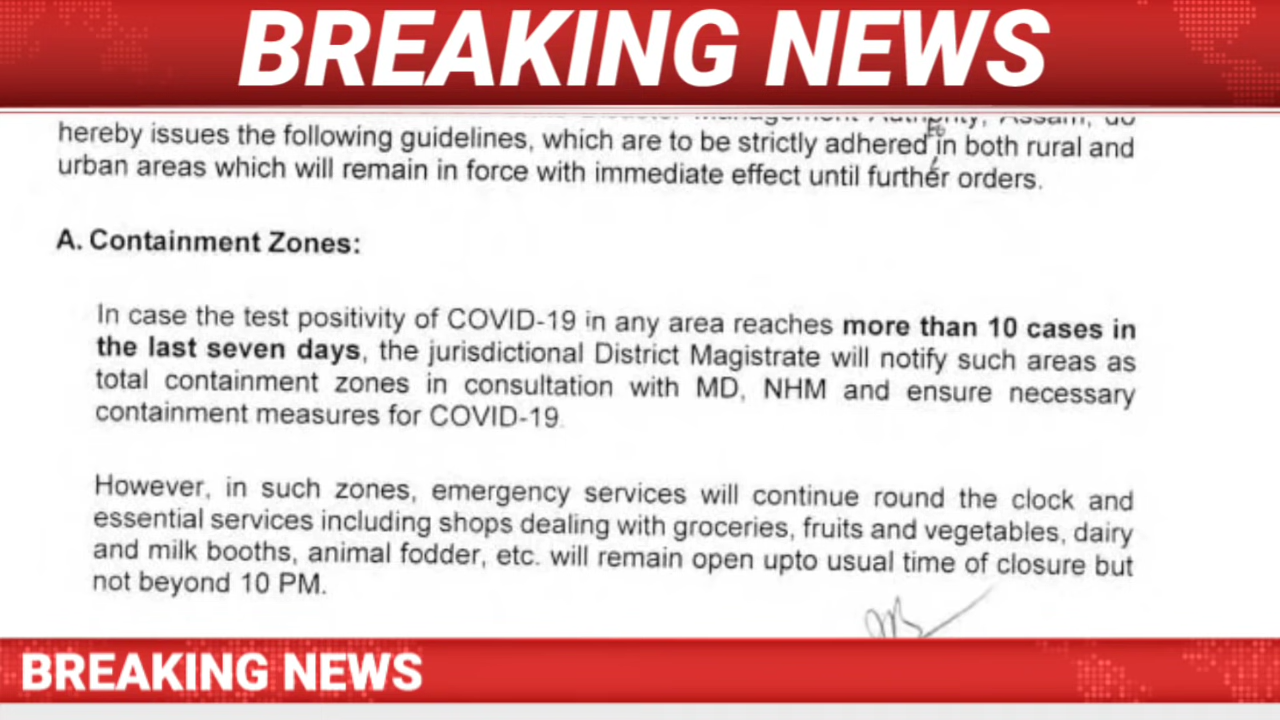 BREAKING NEWS
Management Authority, Assam, do
hereby issues the following guidelines, which are to be strictly adhered to in both rural and
urban areas which will remain in force with immediate effect until further orders.
A. Containment Zones:
In case the test positivity of COVID-19 in any area reaches more than 10 cases in
the last seven days, the jurisdictional District Magistrate will notify such areas as
total containment zones in consultation with MD, NHM and ensure necessary
containment measures for COVID-19.
However, in such zones, emergency services will continue round the clock and
essential services including shops dealing with groceries, fruits and vegetables, dairy
and milk booths, animal fodder, etc. will remain open upto usual time of closure but
not beyond 10 PM.
BREAKING NEWS